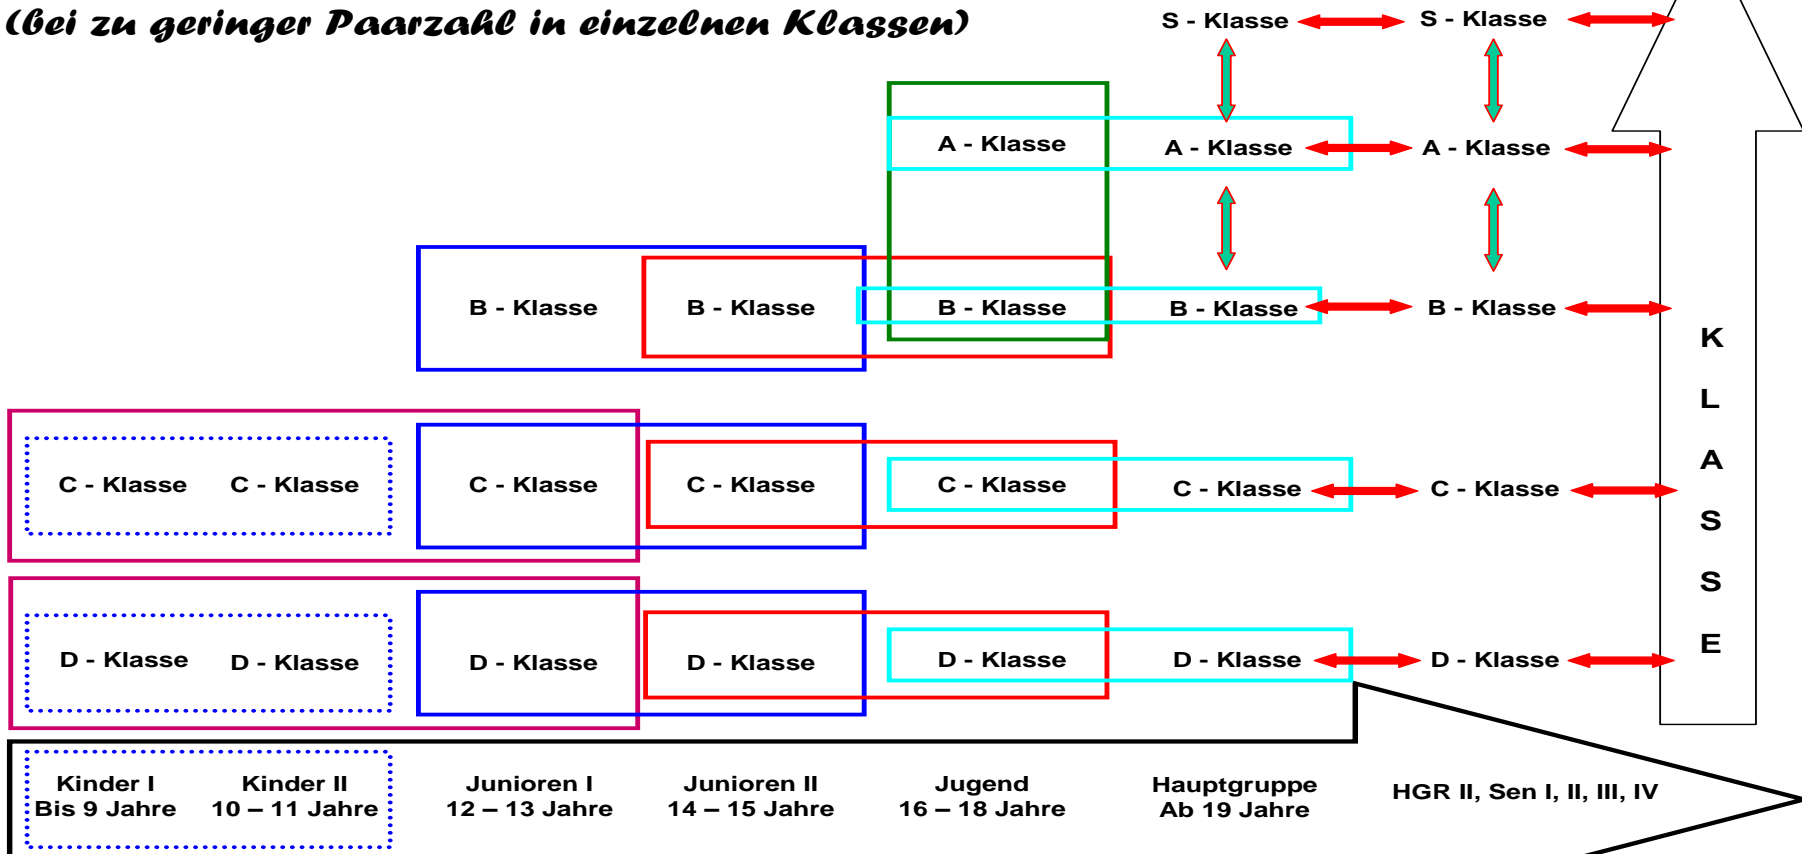 (bei zu geringer Paarzahl in einzelnen Klassen)
S - Klasse S - Klasse
A - Klasse A - Klasse A - Klasse
B - Klasse B - Klasse B - Klasse B - Klasse B - Klasse
C - Klasse C - Klasse C - Klasse C - Klasse C - Klasse C - Klasse C - Klasse
D - Klasse D - Klasse D - Klasse D - Klasse D - Klasse D - Klasse D - Klasse
K
L
A
S
S
E
Kinder I
Bis 9 Jahre
Kinder II
10 – 11 Jahre
Junioren I
12 – 13 Jahre
Junioren II
14 – 15 Jahre
Jugend
16 – 18 Jahre
Hauptgruppe
Ab 19 Jahre
HGR II, Sen I, II, III, IV